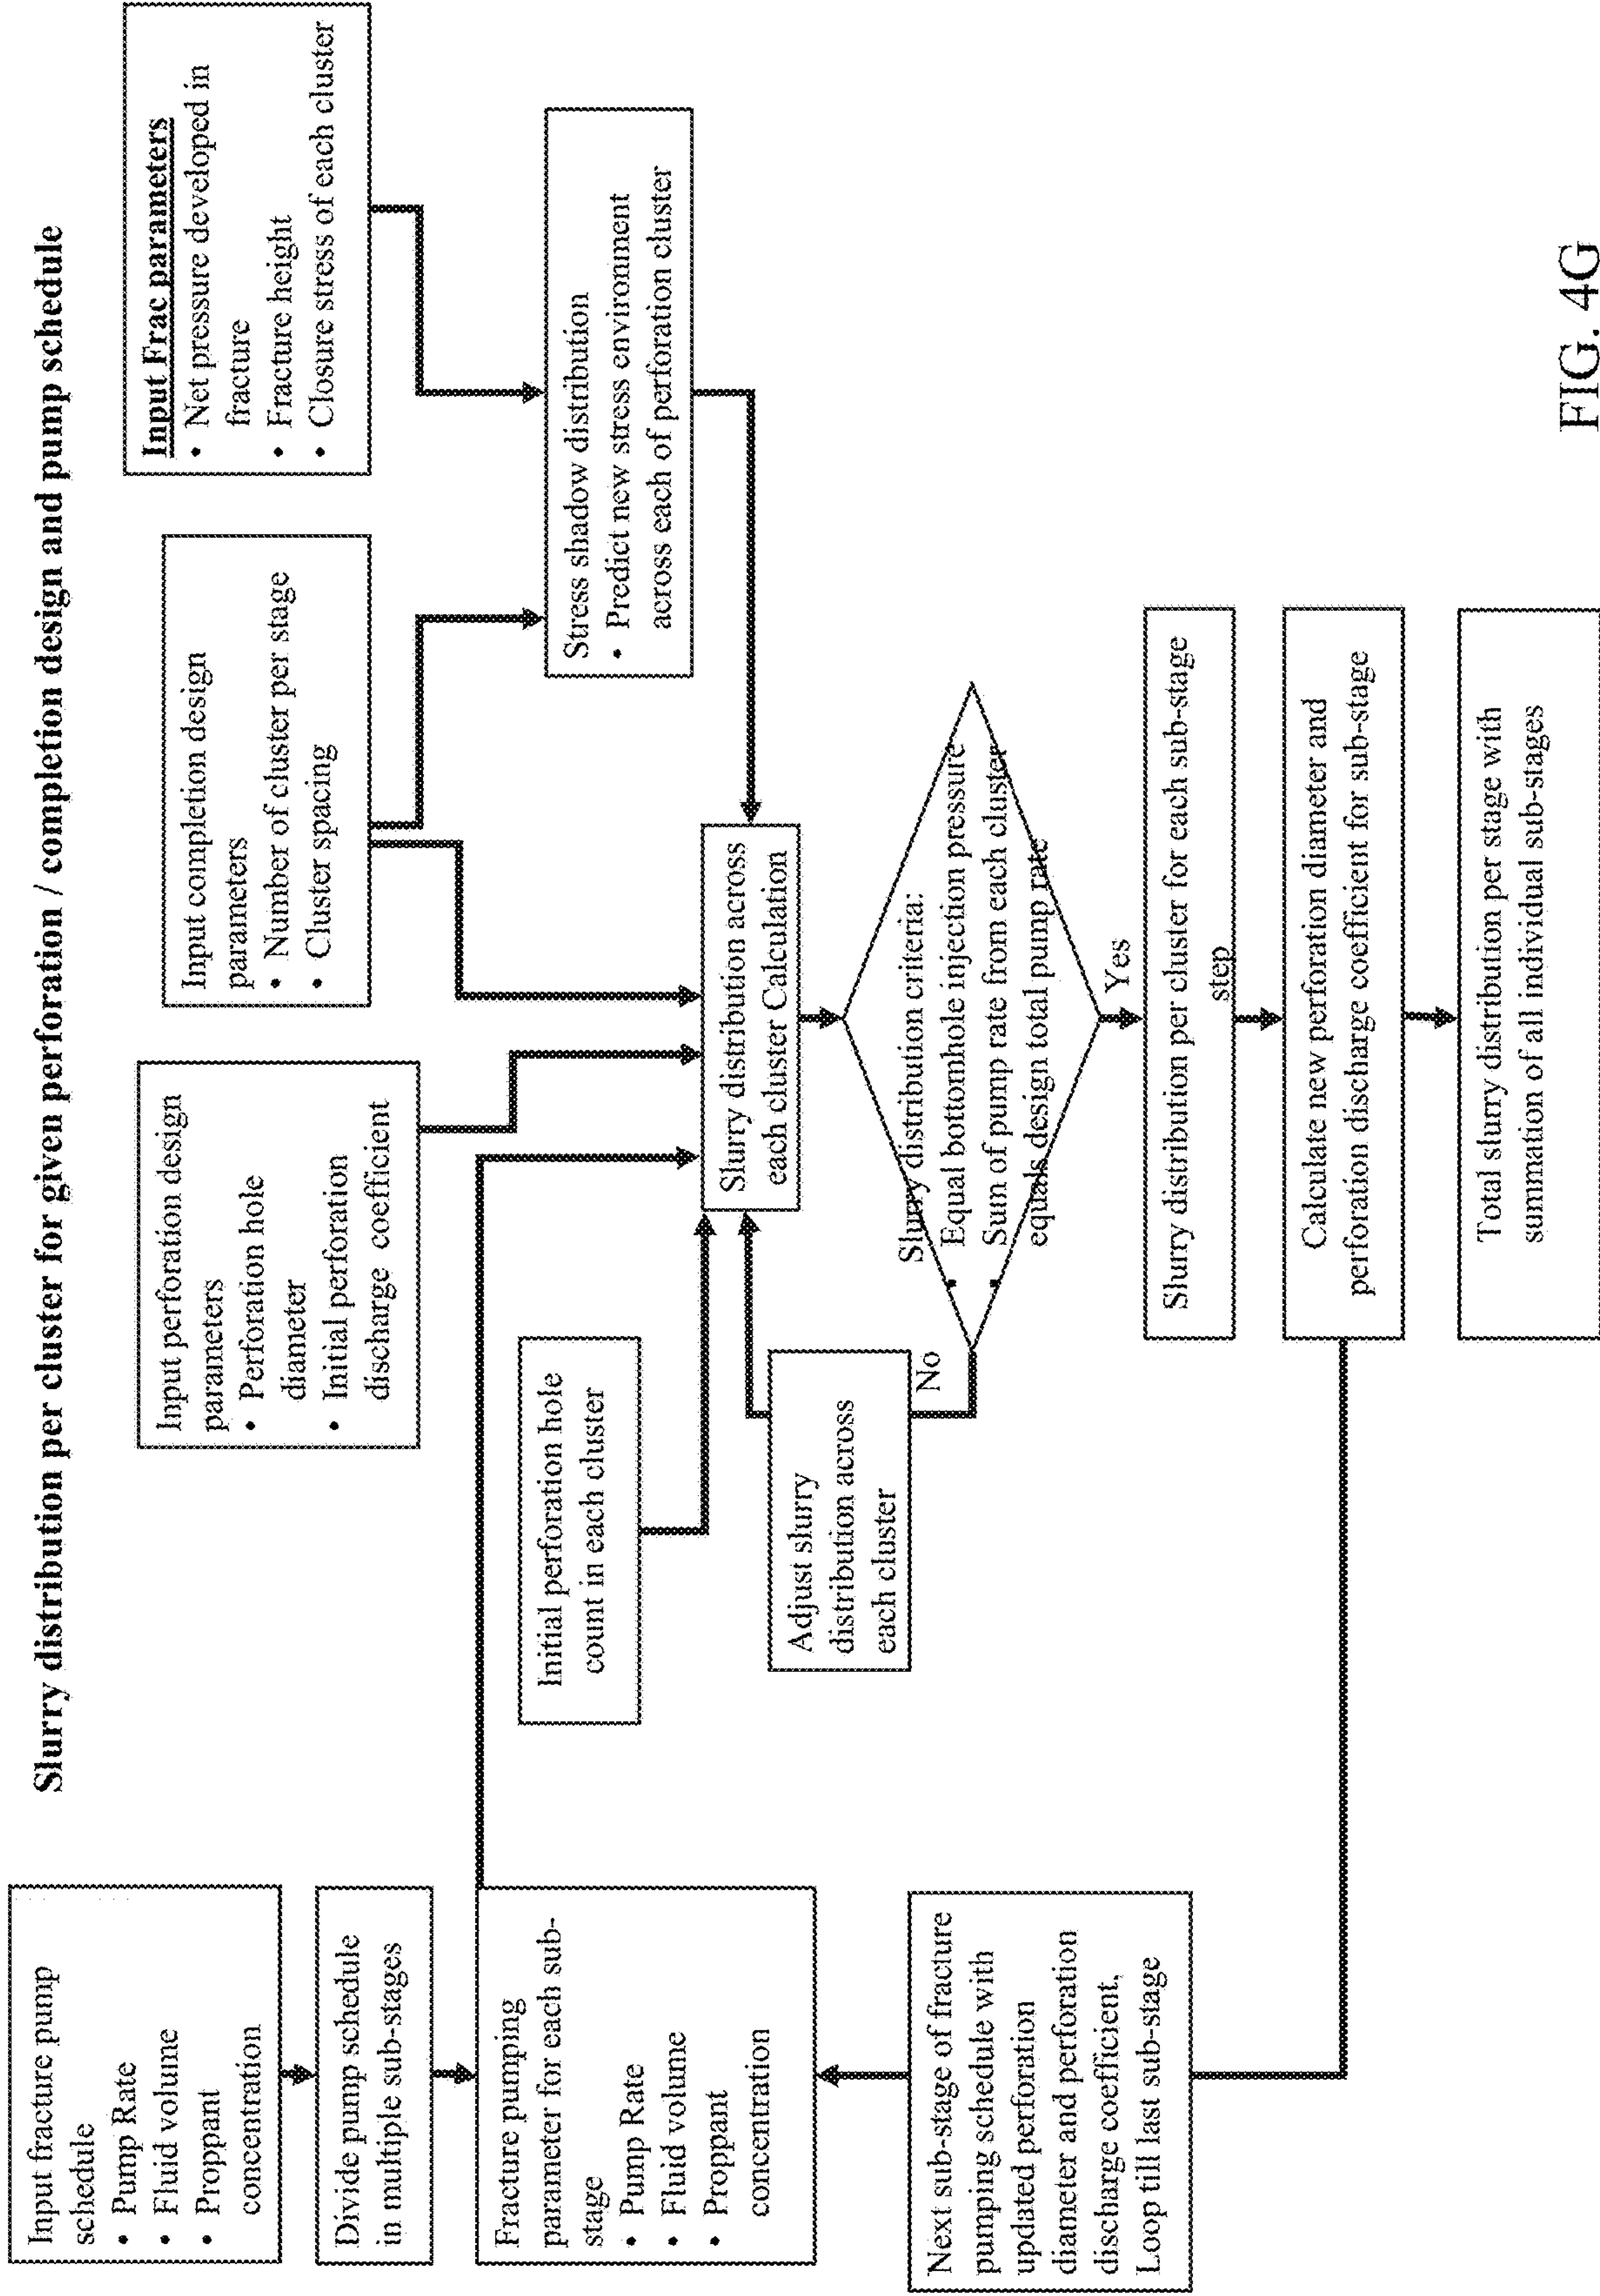 Slurry distribution per cluster for given perforation / completion design and pump schedule
Input fracture pump
schedule
• Pump Rate
• Fluid volume
• Proppant
concentration
Divide pump schedule
in multiple sub-stages
Fracture pumping
parameter for each sub-
stage
• Pump Rate
• Fluid volume
• Proppant
concentration
Next sub-stage of fracture
pumping schedule with
updated perforation
diameter and perforation
discharge coefficient,
Loop till last sub-stage
Input perforation design
parameters
• Perforation hole
diameter
• Initial perforation
discharge coefficient
Initial perforation hole
count in each cluster
Adjust slurry
distribution across
each cluster
Input completion design
parameters
• Number of cluster per stage
• Cluster spacing
Input Frac parameters
• Net pressure developed in
fracture
• Fracture height
• Closure stress of each cluster
Stress shadow distribution
• Predict new stress environment
across each of perforation cluster
Slurry distribution across
each cluster Calculation
Slurry distribution criteria:
• Equal bottomhole injection pressure
• Sum of pump rate from each cluster
equals design total pump rate
No
Yes
Slurry distribution per cluster for each sub-stage
step
Calculate new perforation diameter and
perforation discharge coefficient for sub-stage
Total slurry distribution per stage with
summation of all individual sub-stages
FIG. 4G